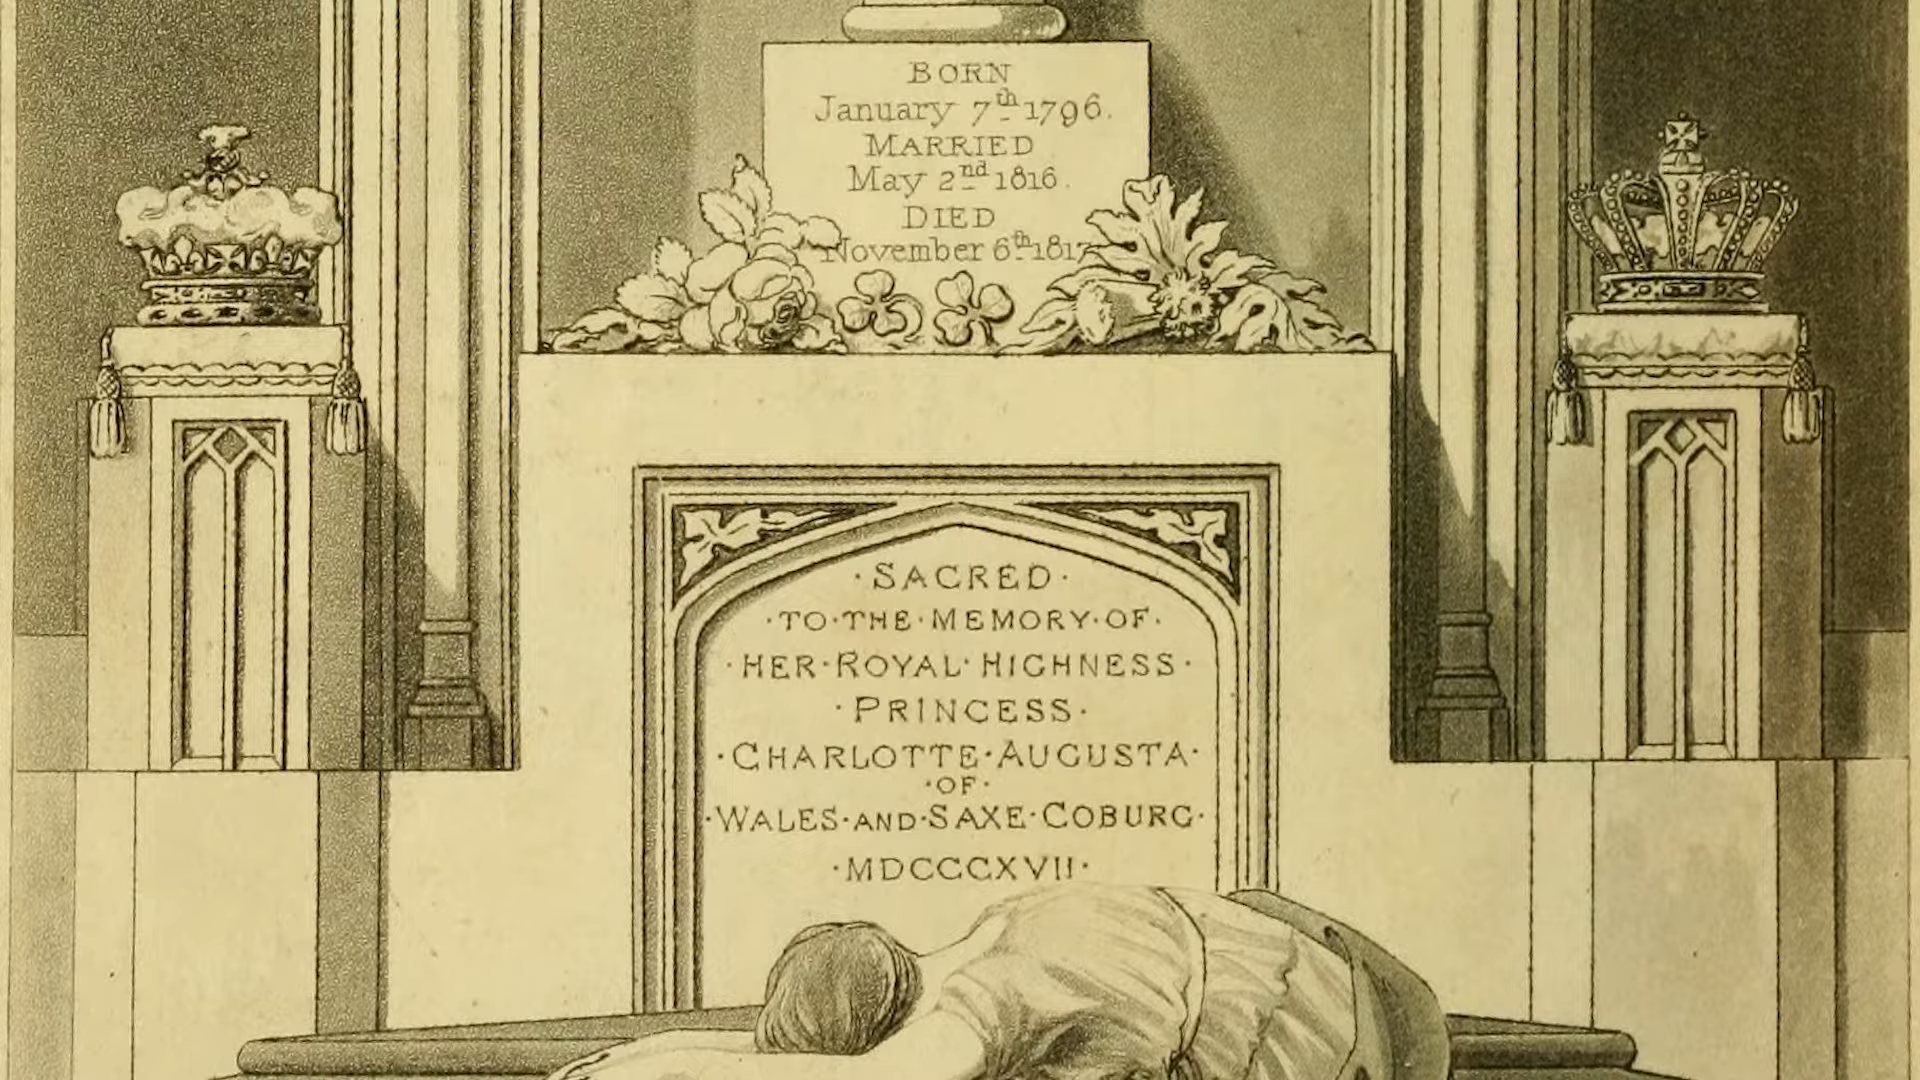 BORN
January 7th 1796.
MARRIED
May 2nd 1816.
DIED
November 6th 1817
·SACRED·
·TO·THE·MEMORY·OF·
·HER·ROYAL·HIGHNESS·
·PRINCESS·
·CHARLOTTE·AUGUSTA·
·OF·
·WALES·AND·SAXE·COBURG·
·MDCCCXVII·